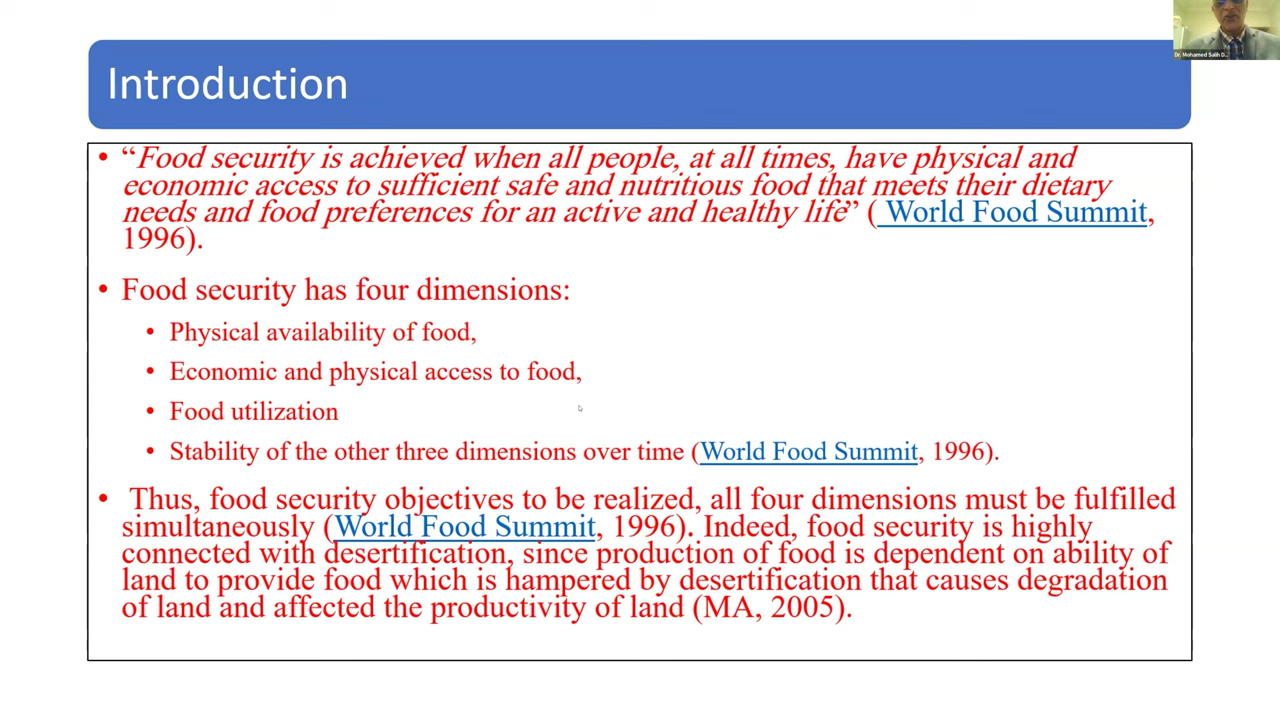 Dr. Mohamed Salih D...
Introduction
• “Food security is achieved when all people, at all times, have physical and
economic access to sufficient safe and nutritious food that meets their dietary
needs and food preferences for an active and healthy life” ( World Food Summit,
1996).
• Food security has four dimensions:
• Physical availability of food,
• Economic and physical access to food,
• Food utilization
• Stability of the other three dimensions over time (World Food Summit, 1996).
• Thus, food security objectives to be realized, all four dimensions must be fulfilled
simultaneously (World Food Summit, 1996). Indeed, food security is highly
connected with desertification, since production of food is dependent on ability of
land to provide food which is hampered by desertification that causes degradation
of land and affected the productivity of land (MA, 2005).